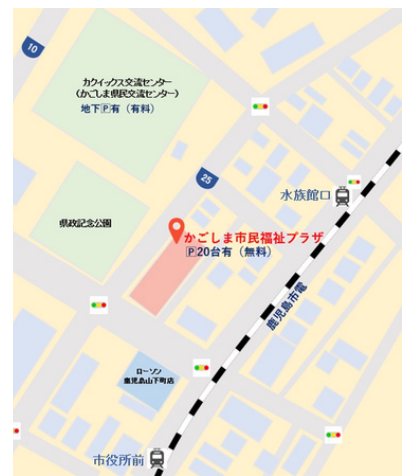 10
カクイックス交流センター
(かごしま県民交流センター)
地下P有（有料）
25
水族館口
県政記念公園
かごしま市民福祉プラザ
P20台有（無料）
鹿児島市電
ローソン
鹿児島山下町店
市役所前